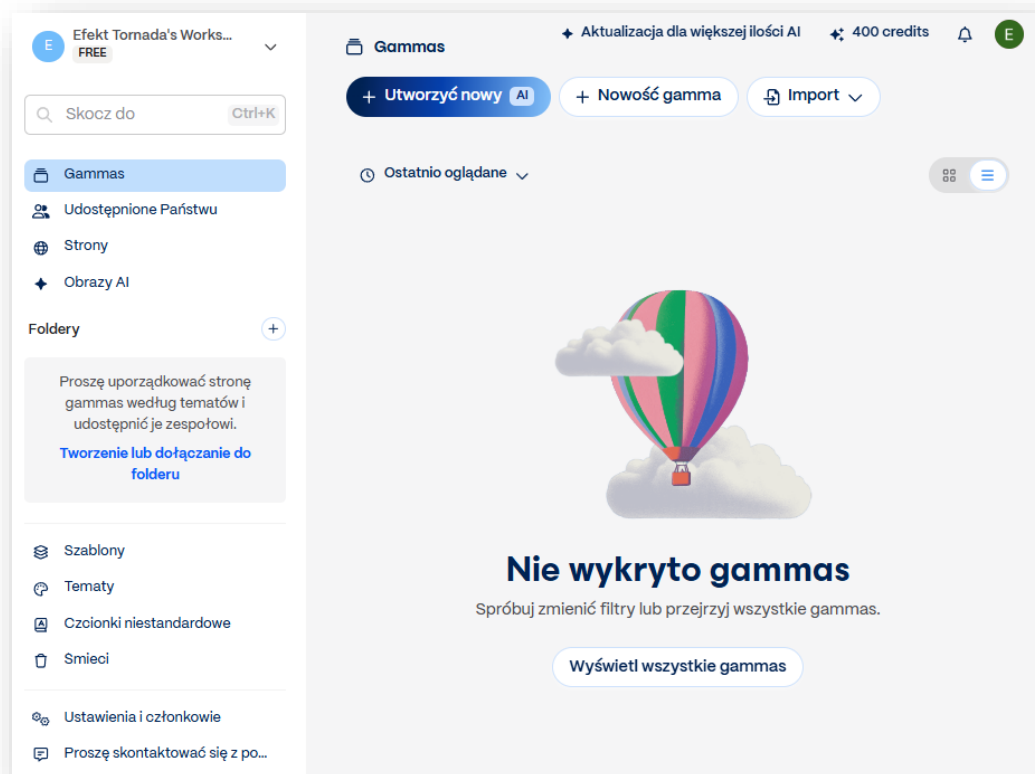 E
Efekt Tornada's Works...
FREE
Skocz do
Ctrl+K
Gammas
Udostępnione Państwu
Strony
Obrazy AI
Foldery
Proszę uporządkować stronę
gammas według tematów i
udostępnić je zespołowi.
Tworzenie lub dołączanie do
folderu
Szablony
Tematy
Czcionki niestandardowe
Śmieci
Ustawienia i członkowie
Proszę skontaktować się z po...
Gammas
Aktualizacja dla większej ilości AI
400 credits
E
+ Utworzyć nowy AI
+ Nowość gamma
Import
Ostatnio oglądane
Nie wykryto gammas
Spróbuj zmienić filtry lub przejrzyj wszystkie gammas.
Wyświetl wszystkie gammas